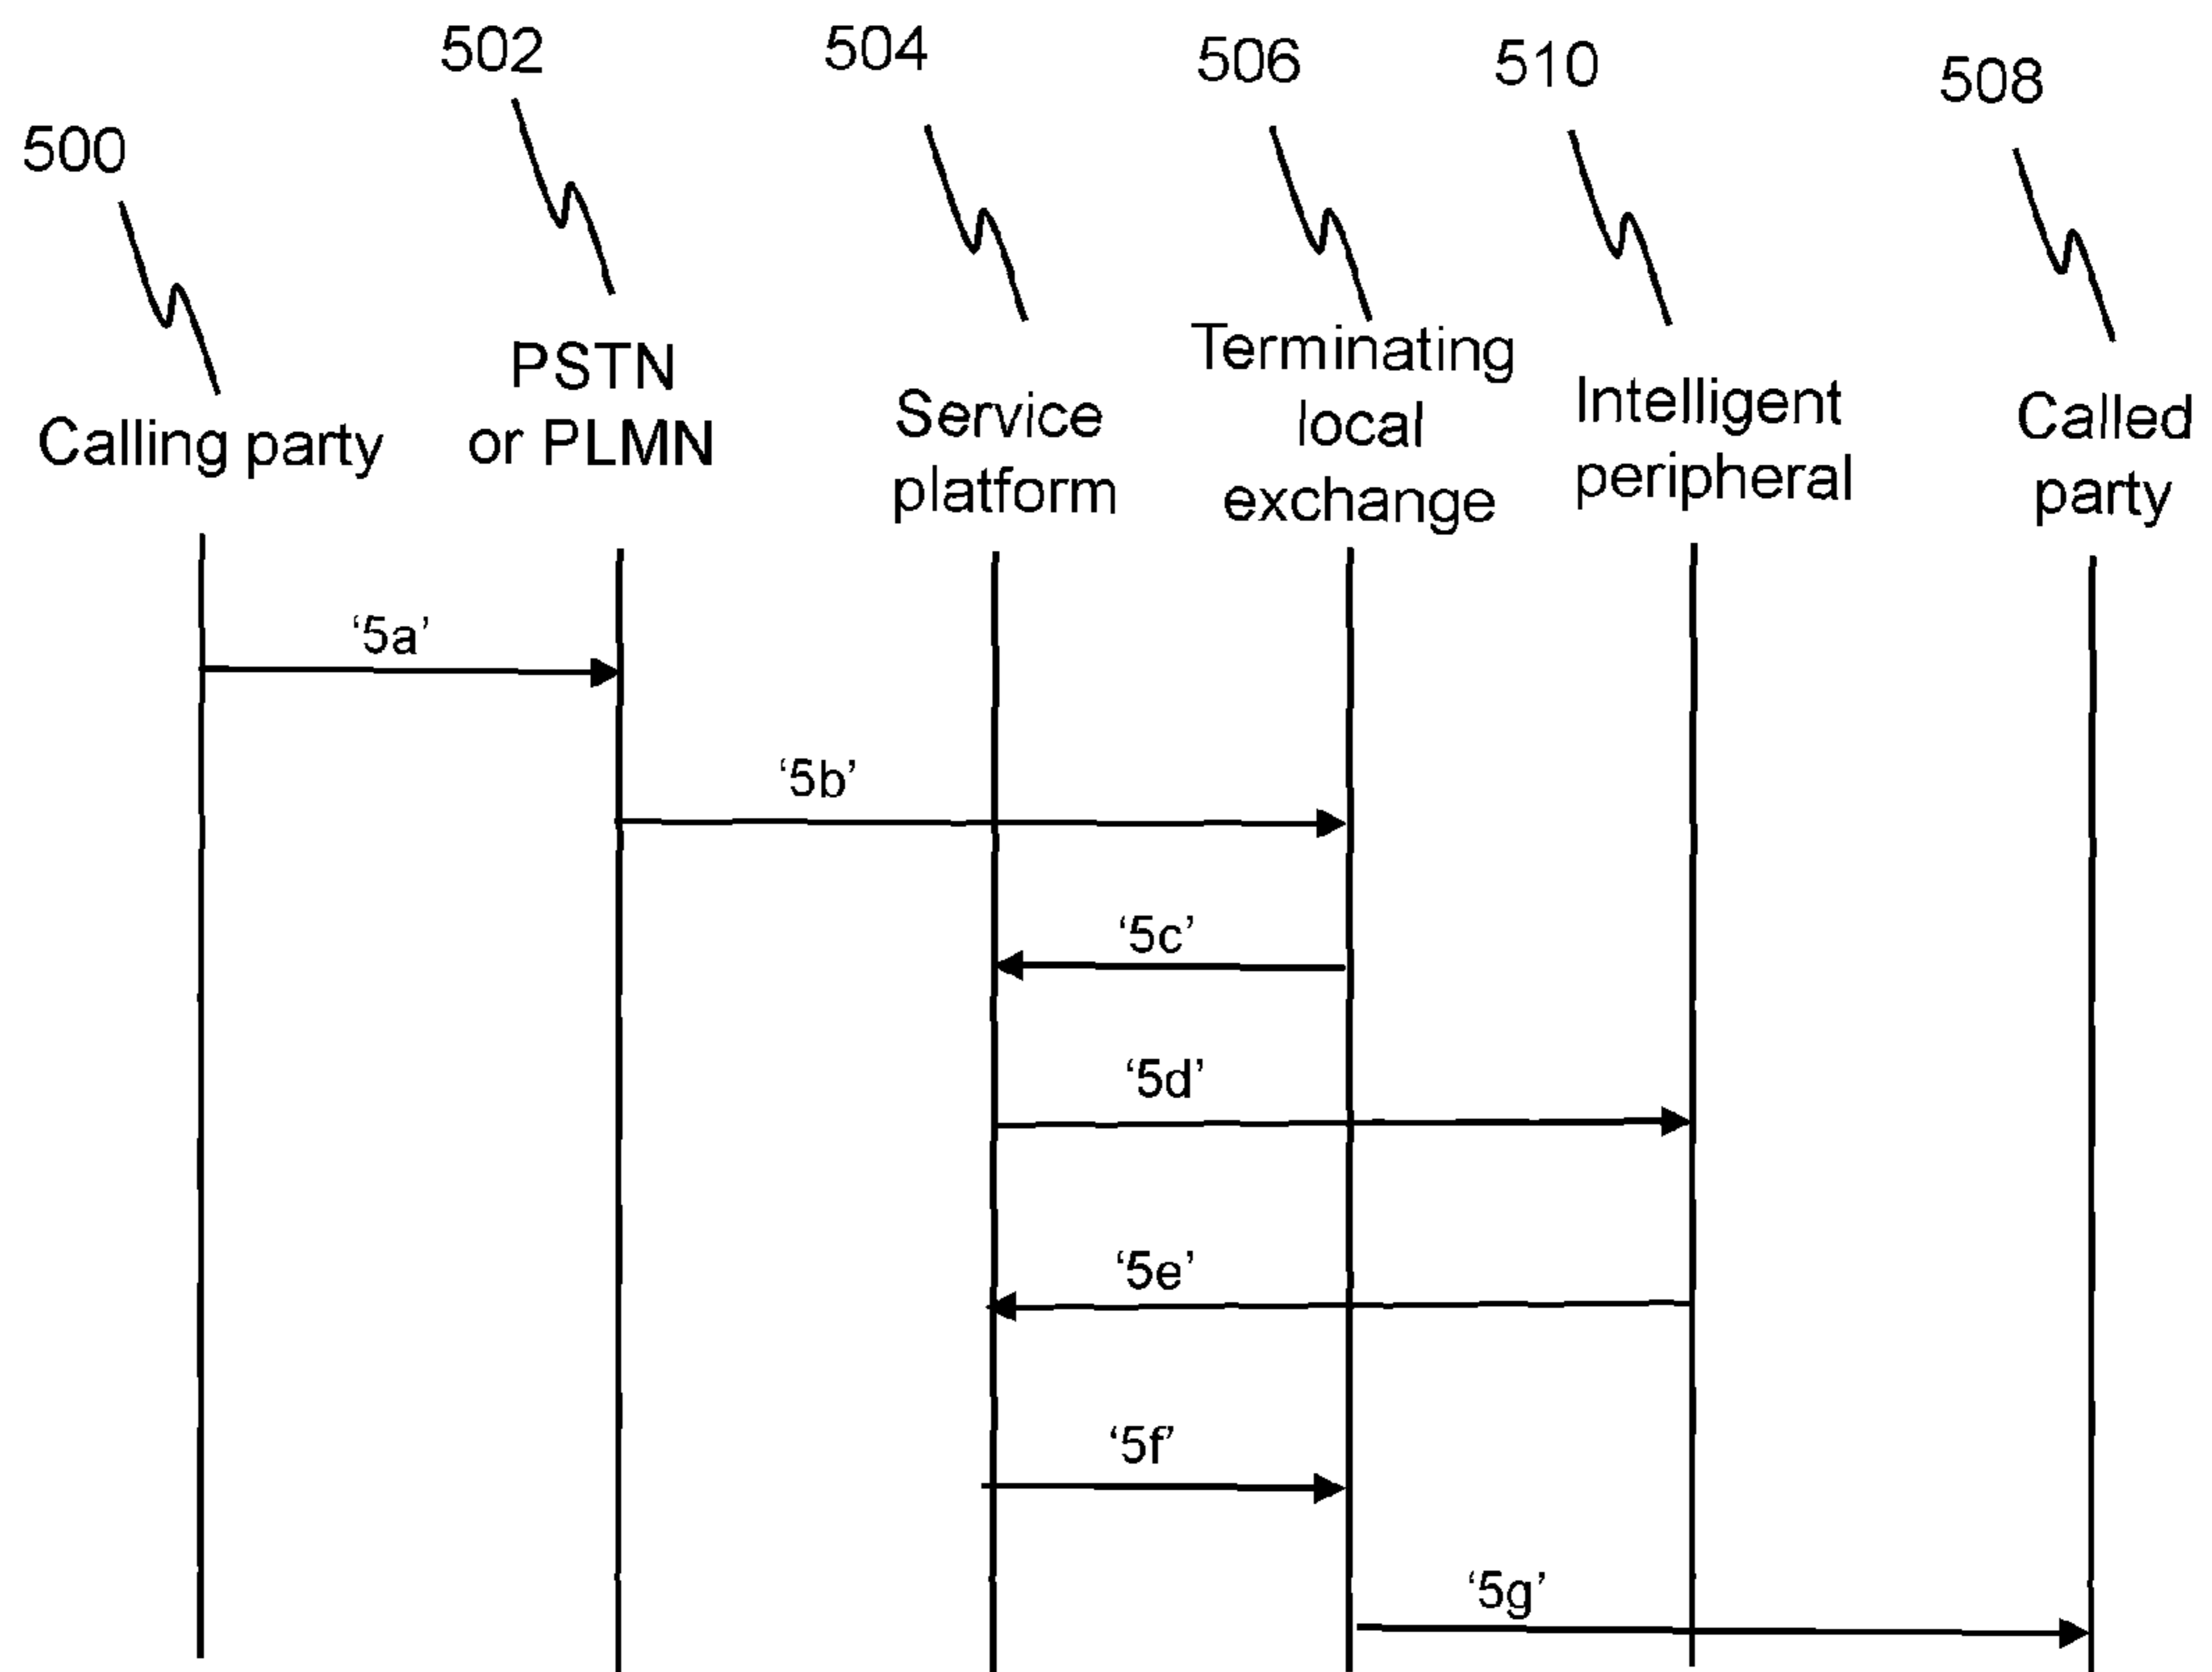 500
502
504
506
510
508
Calling party
PSTN
or PLMN
Service
platform
Terminating
local
exchange
Intelligent
peripheral
Called
party
‘5a’
‘5b’
‘5c’
‘5d’
‘5e’
‘5f’
‘5g’